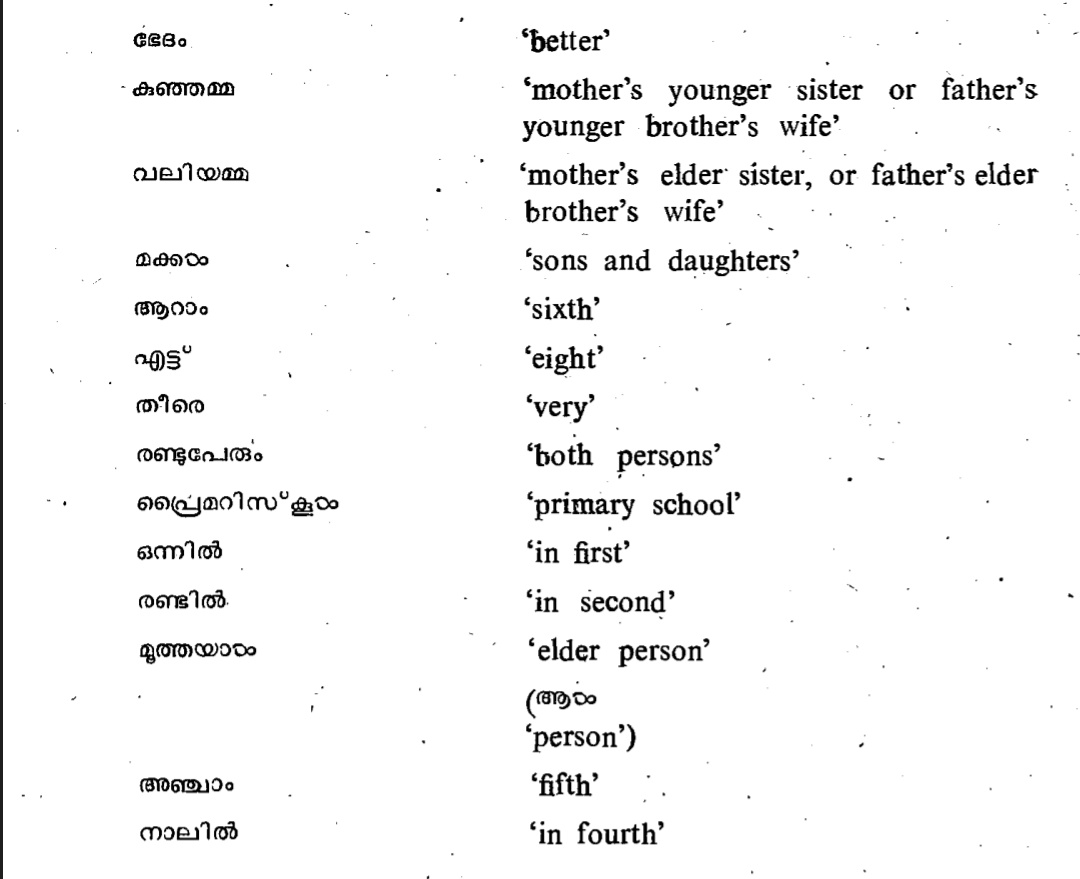 ഭേദം ‘better’
കുഞ്ഞമ്മ ‘mother’s younger sister or father’s
younger brother’s wife’
വലിയമ്മ ‘mother’s elder sister, or father’s elder
brother’s wife’
മക്കൾ ‘sons and daughters’
ആറാം ‘sixth’
എട്ട് ‘eight’
തീരെ ‘very’
രണ്ടുപേരും ‘both persons’
പ്രൈമറിസ്കൂൾ ‘primary school’
ഒന്നിൽ ‘in first’
രണ്ടിൽ ‘in second’
മൂത്തയാൾ ‘elder person’
(ആൾ
‘person’)
അഞ്ചാം ‘fifth’
നാലിൽ ‘in fourth’